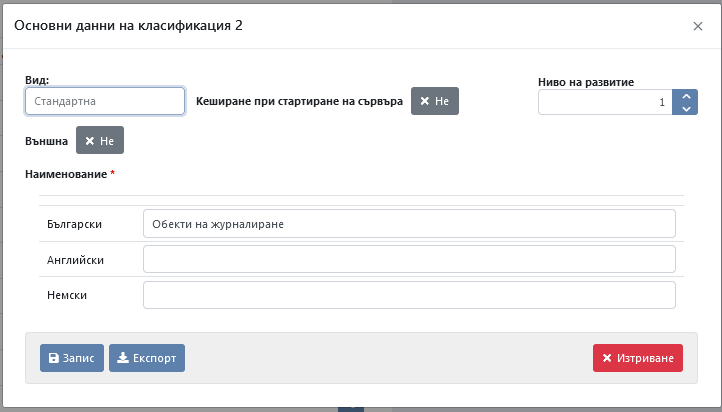 Основни данни на класификация 2
Вид:
Стандартна
Кеширане при стартиране на сървъра
Не
Ниво на развитие
1
Външна
Не
Наименование *
Български
Обекти на журналиране
Английски
Немски
Запис
Експорт
Изтриване